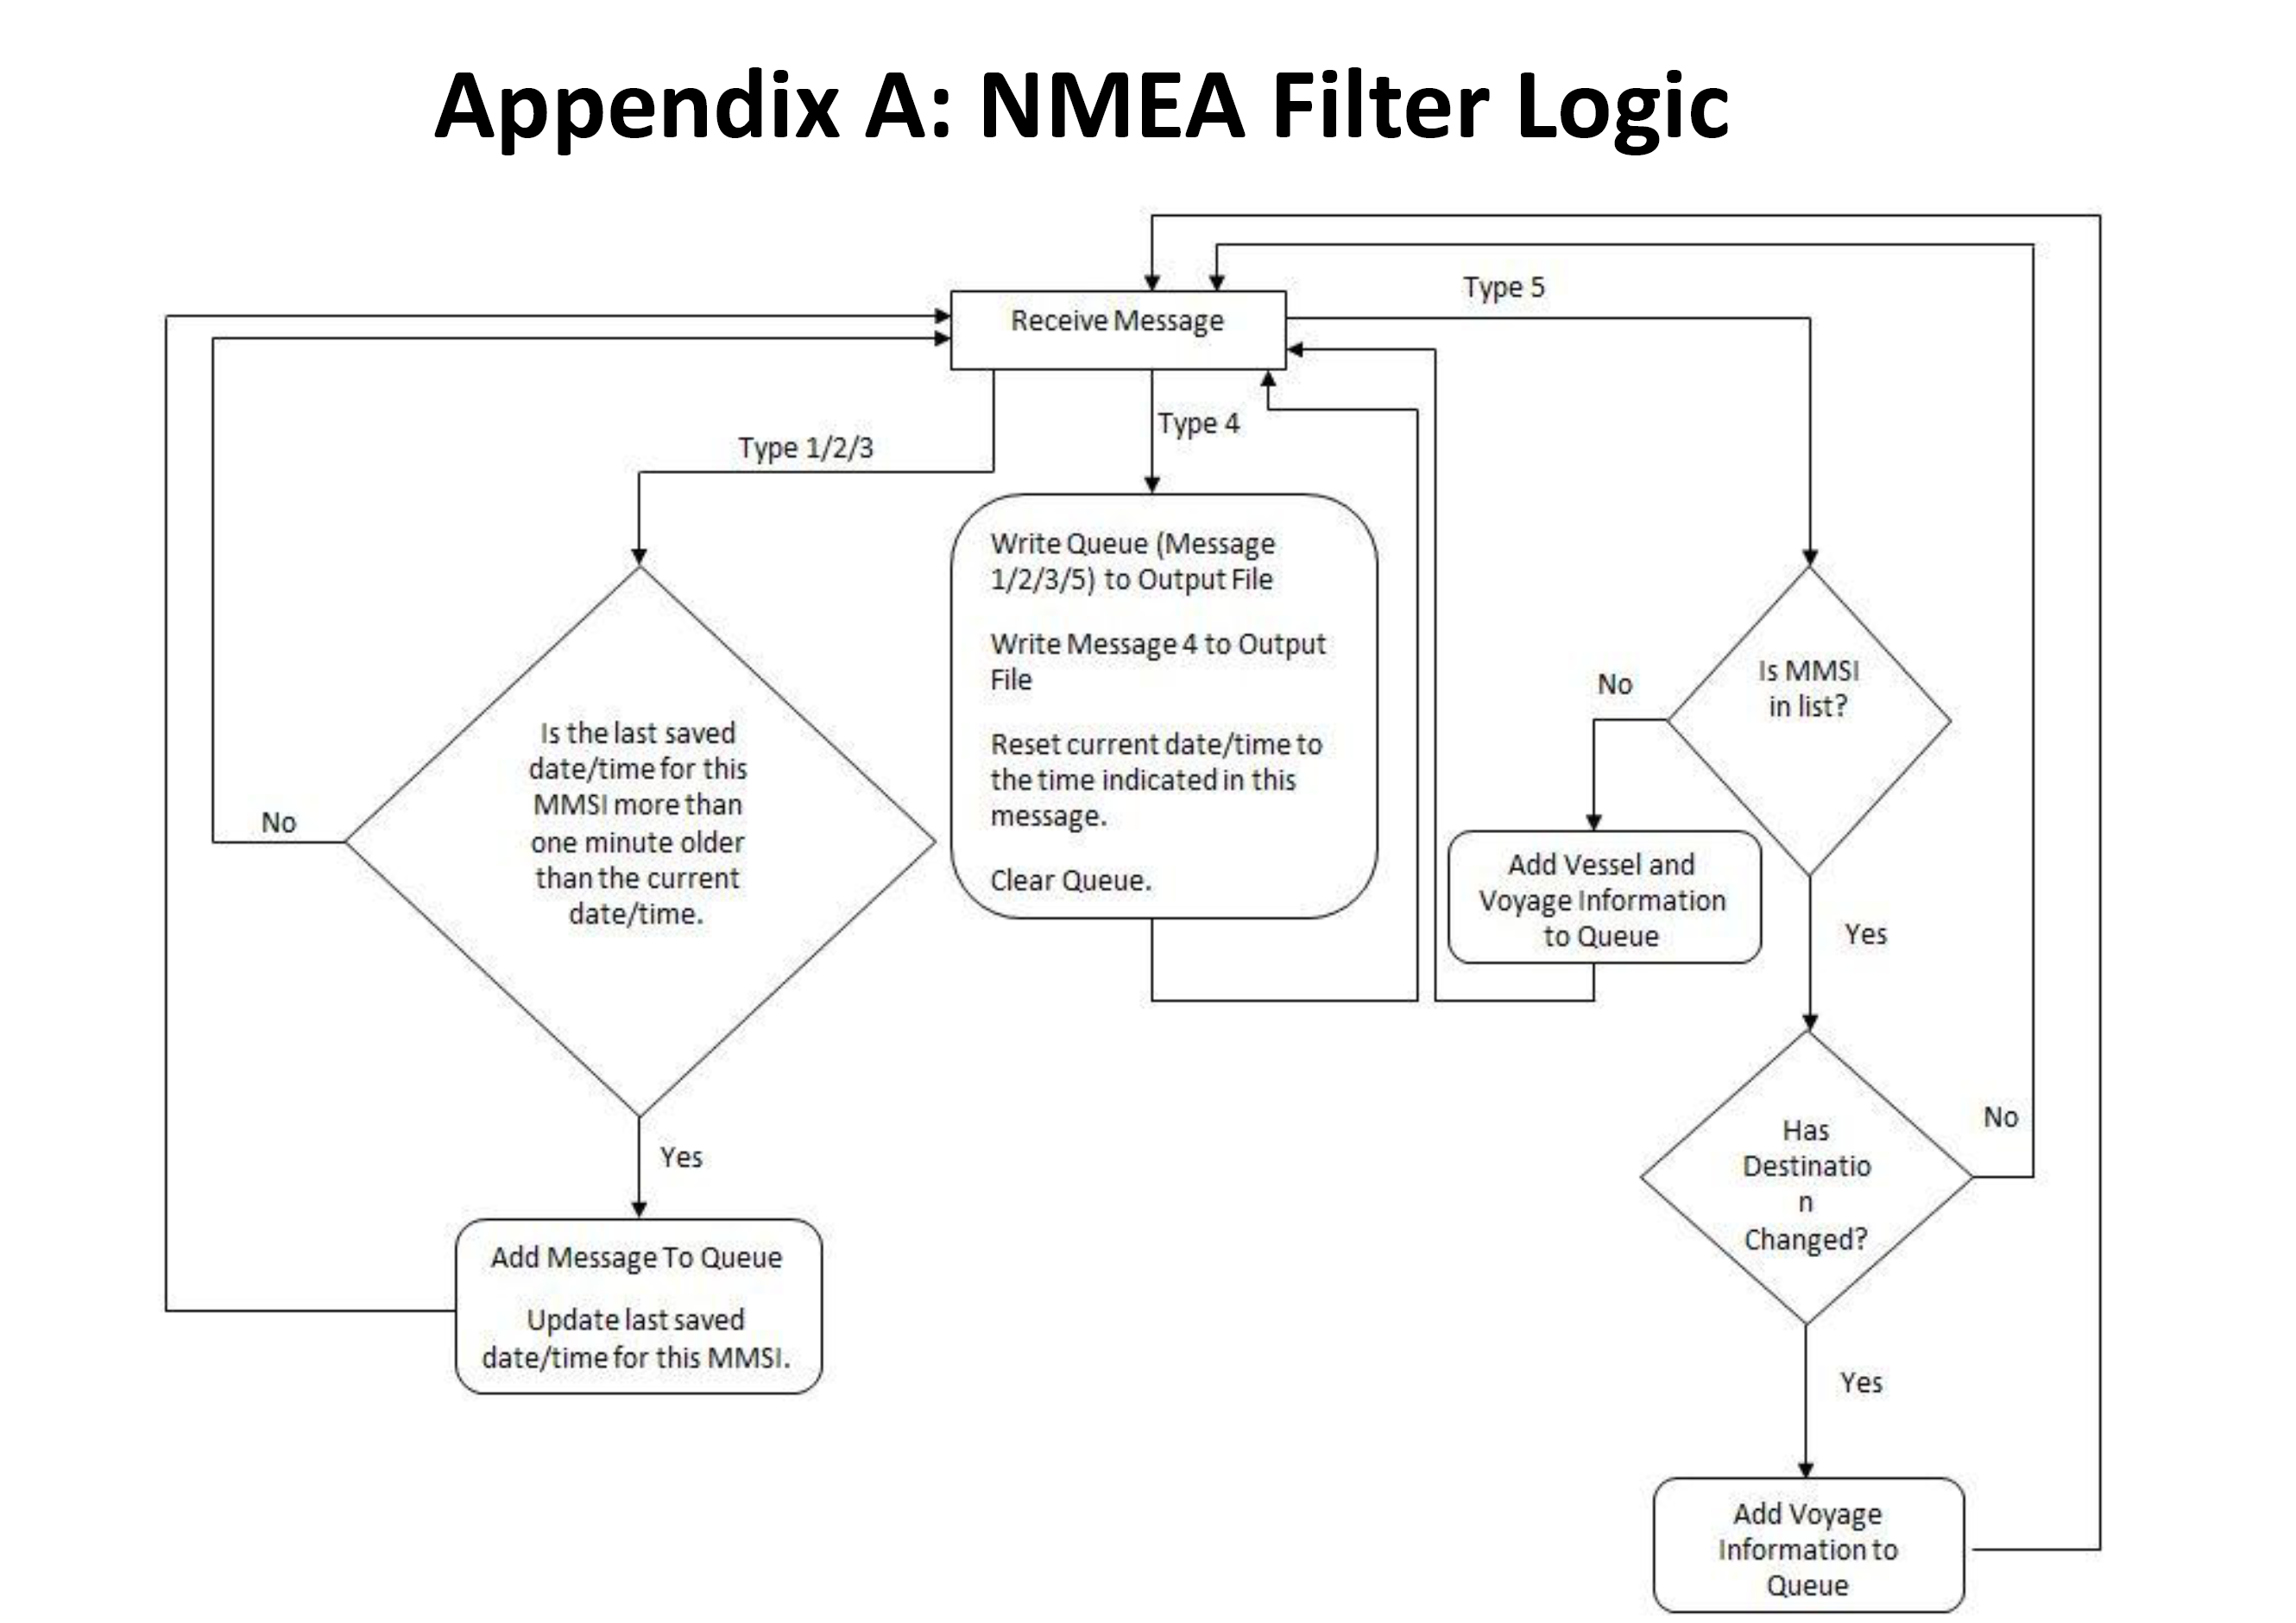 Appendix A: NMEA Filter Logic
Type 5
Receive Message
Type 4
Type 1/2/3
Write Queue (Message
1/2/3/5) to Output File
Write Message 4 to Output
File
Reset current date/time to
the time indicated in this
message.
Clear Queue.
Is the last saved
date/time for this
MMSI more than
one minute older
than the current
date/time.
No
Yes
Add Message To Queue
Update last saved
date/time for this MMSI.
Is MMSI
in list?
No
Add Vessel and
Voyage Information
to Queue
Yes
Has
Destinatio
n
Changed?
No
Yes
Add Voyage
Information to
Queue